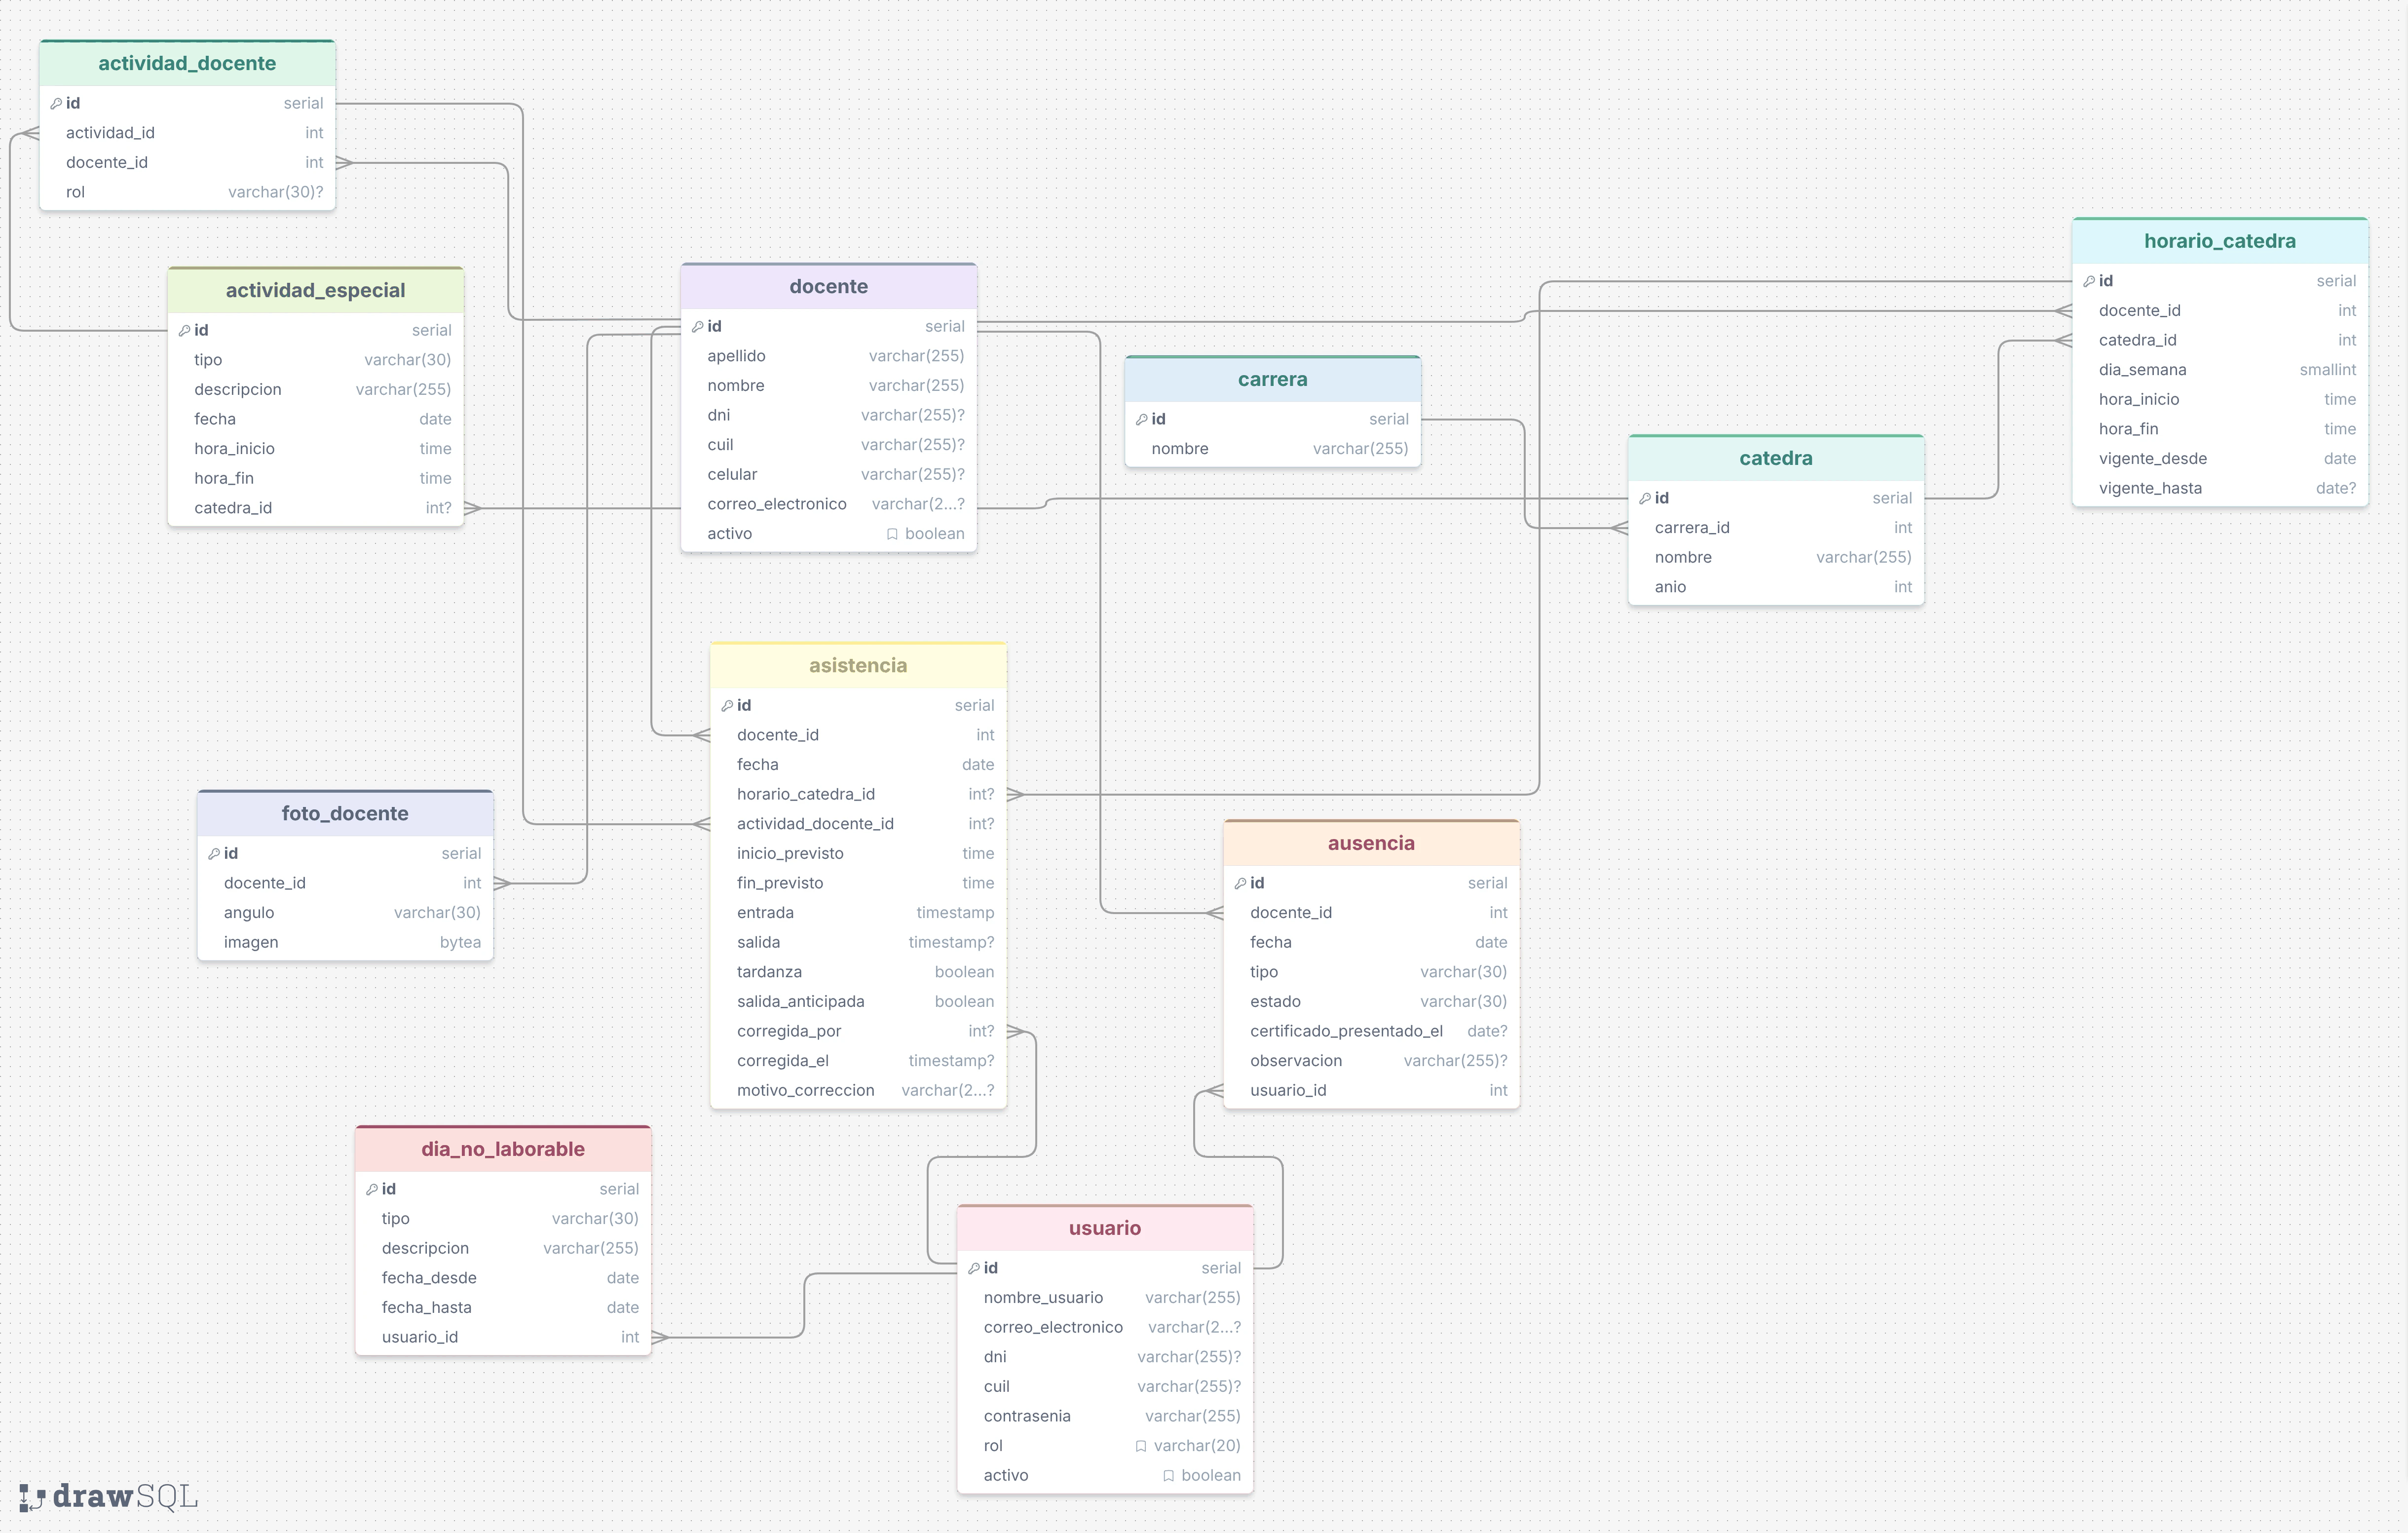 actividad_docente
id serial
actividad_id int
docente_id int
rol varchar(30)?
actividad_especial
id serial
tipo varchar(30)
descripcion varchar(255)
fecha date
hora_inicio time
hora_fin time
catedra_id int?
docente
id serial
apellido varchar(255)
nombre varchar(255)
dni varchar(255)?
cuil varchar(255)?
celular varchar(255)?
correo_electronico varchar(2...?
activo boolean
carrera
id serial
nombre varchar(255)
horario_catedra
id serial
docente_id int
catedra_id int
dia_semana smallint
hora_inicio time
hora_fin time
vigente_desde date
vigente_hasta date?
catedra
id serial
carrera_id int
nombre varchar(255)
anio int
asistencia
id serial
docente_id int
fecha date
horario_catedra_id int?
actividad_docente_id int?
inicio_previsto time
fin_previsto time
entrada timestamp
salida timestamp?
tardanza boolean
salida_anticipada boolean
corregida_por int?
corregida_el timestamp?
motivo_correccion varchar(2...?
foto_docente
id serial
docente_id int
angulo varchar(30)
imagen bytea
ausencia
id serial
docente_id int
fecha date
tipo varchar(30)
estado varchar(30)
certificado_presentado_el date?
observacion varchar(255)?
usuario_id int
dia_no_laborable
id serial
tipo varchar(30)
descripcion varchar(255)
fecha_desde date
fecha_hasta date
usuario_id int
usuario
id serial
nombre_usuario varchar(255)
correo_electronico varchar(2...?
dni varchar(255)?
cuil varchar(255)?
contrasenia varchar(255)
rol varchar(20)
activo boolean
drawSQL